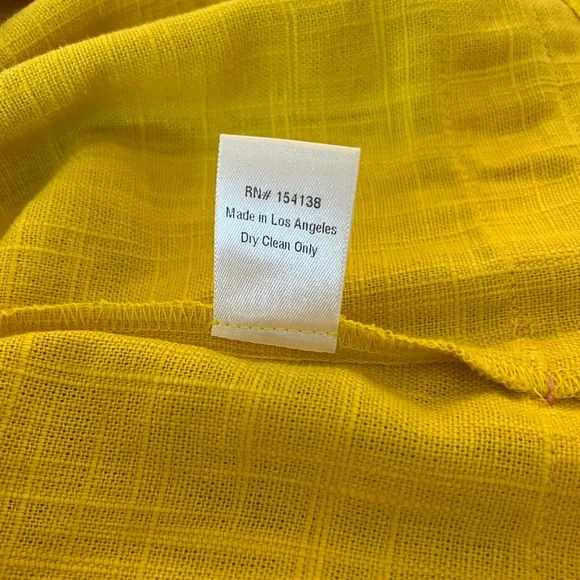 RN# 154138
Made in Los Angeles
Dry Clean Only